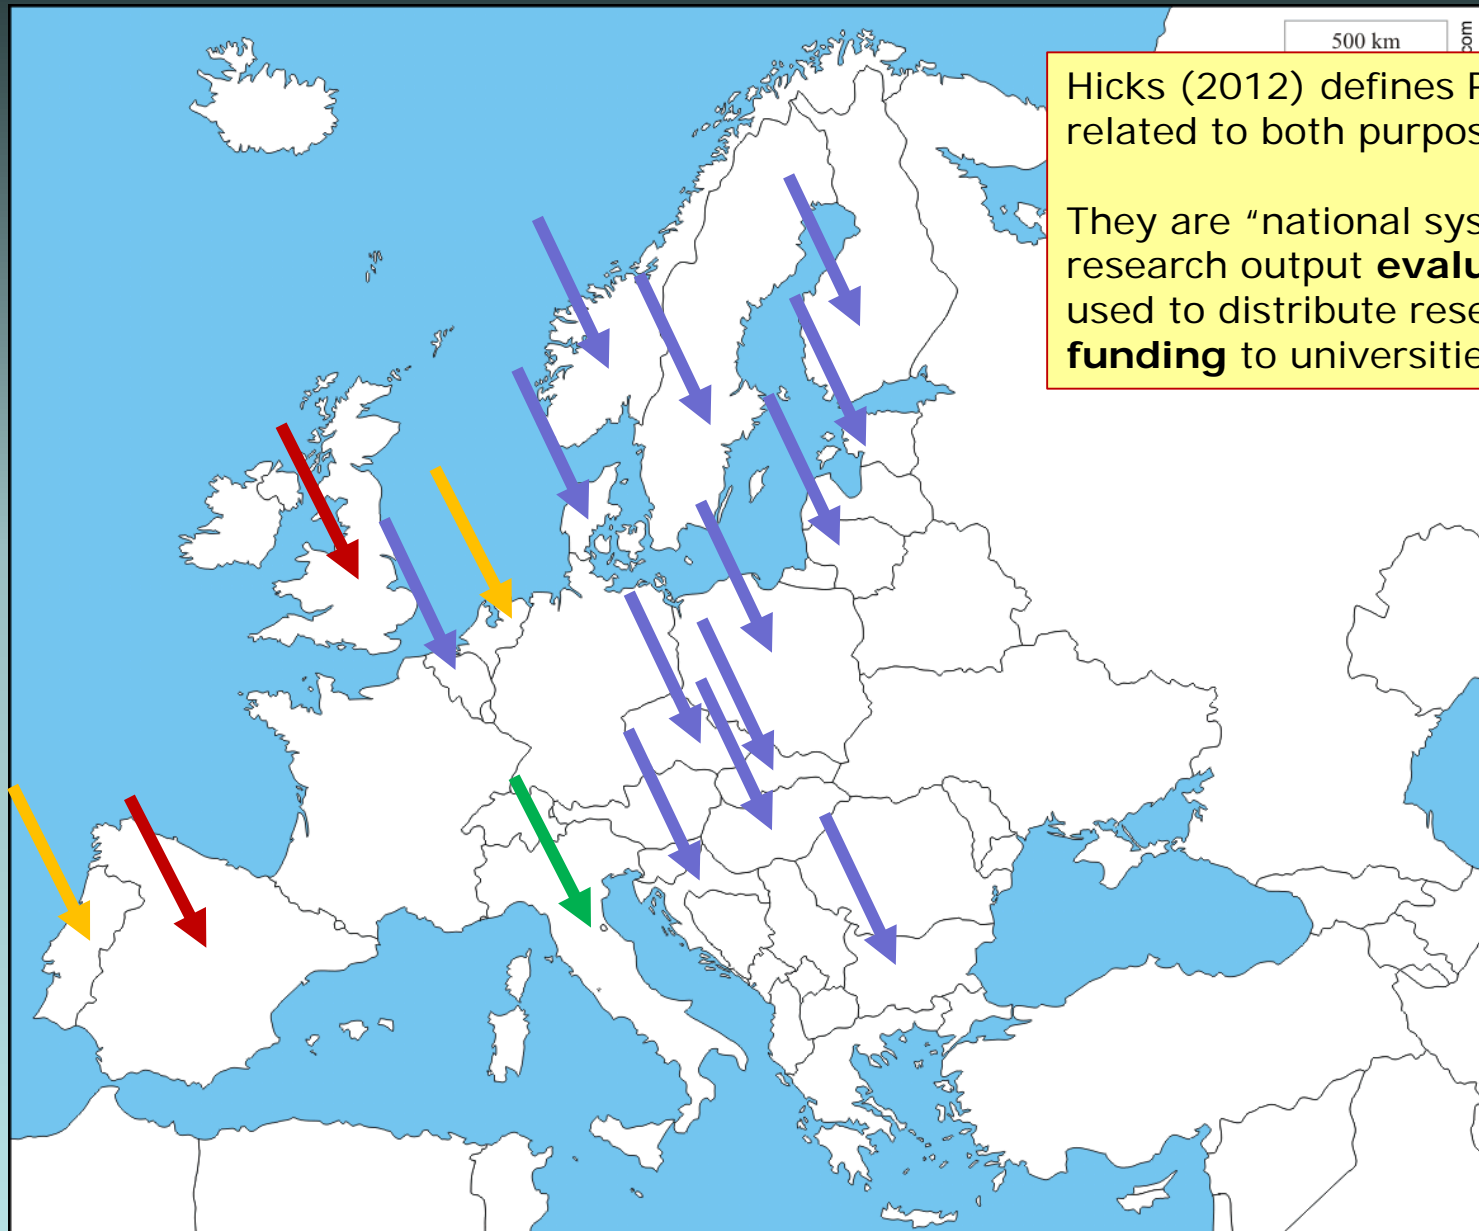 500 km
com
Hicks (2012) defines P
related to both purpos
They are “national sys
research output evalu
used to distribute rese
funding to universitie